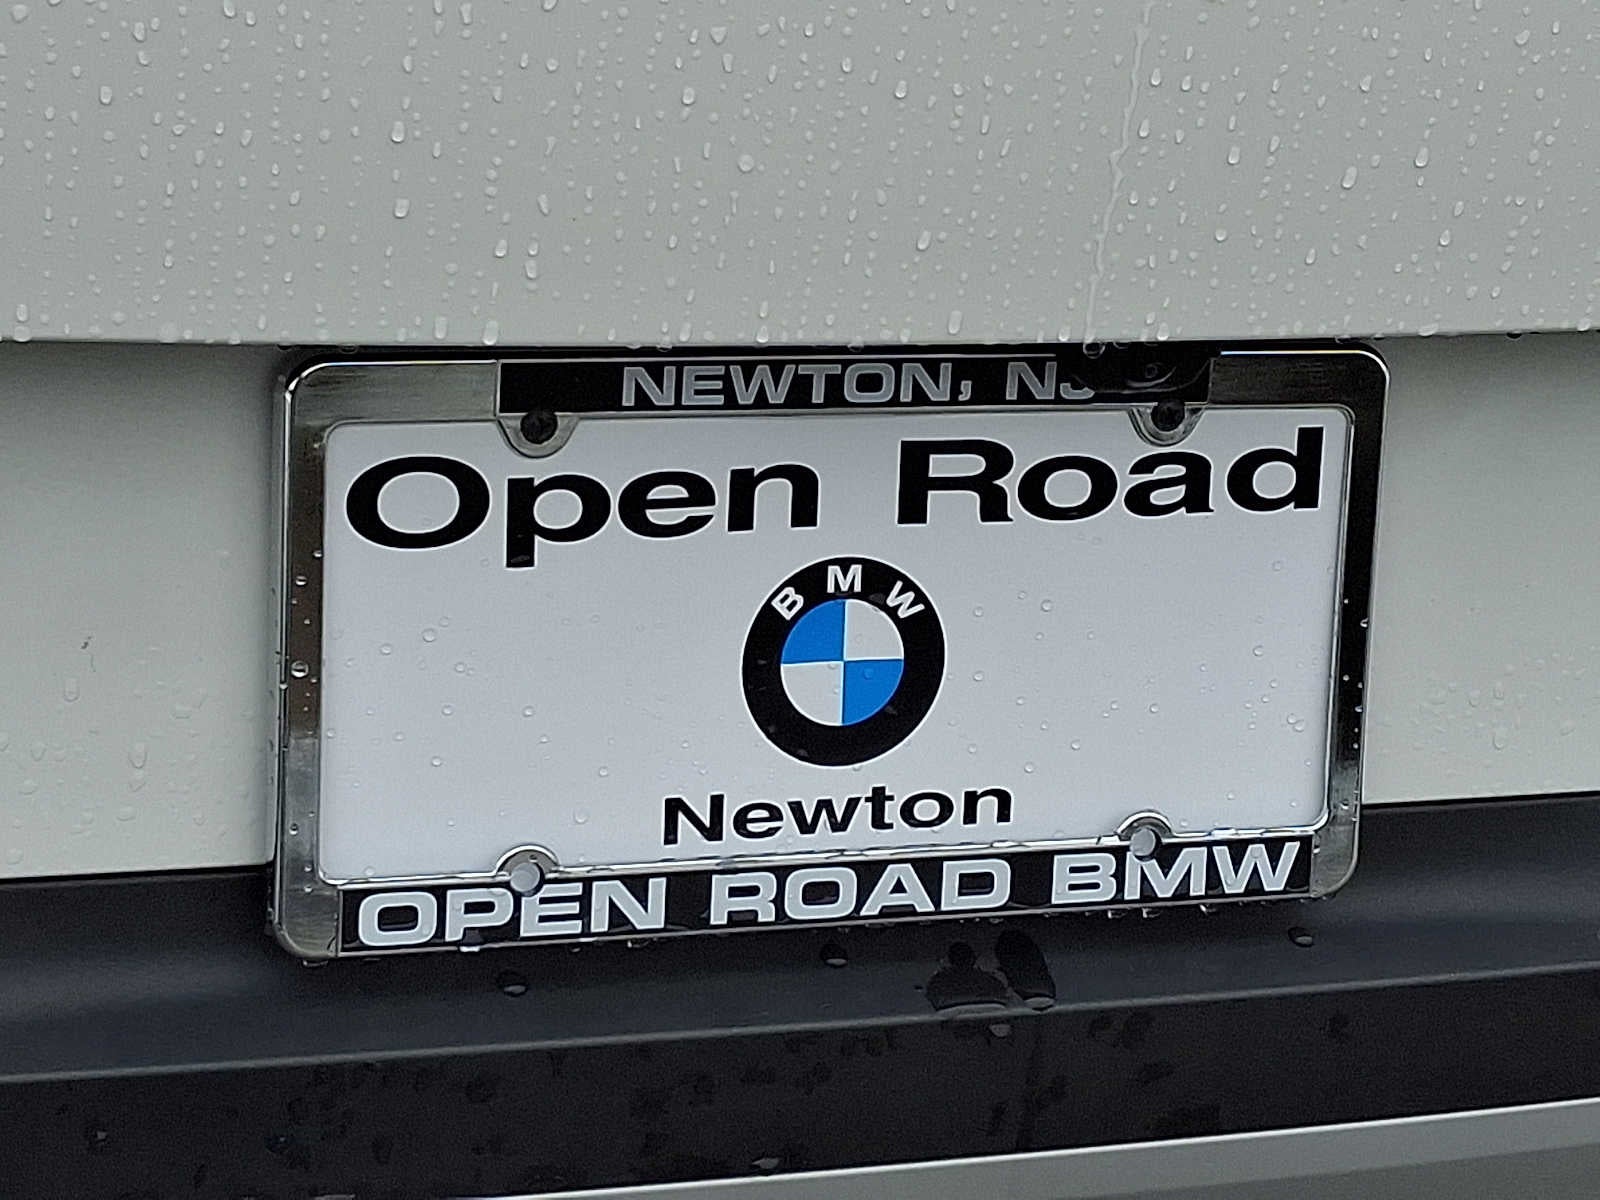 NEWTON, NJ
Open Road
BMW
Newton
OPEN ROAD BMW